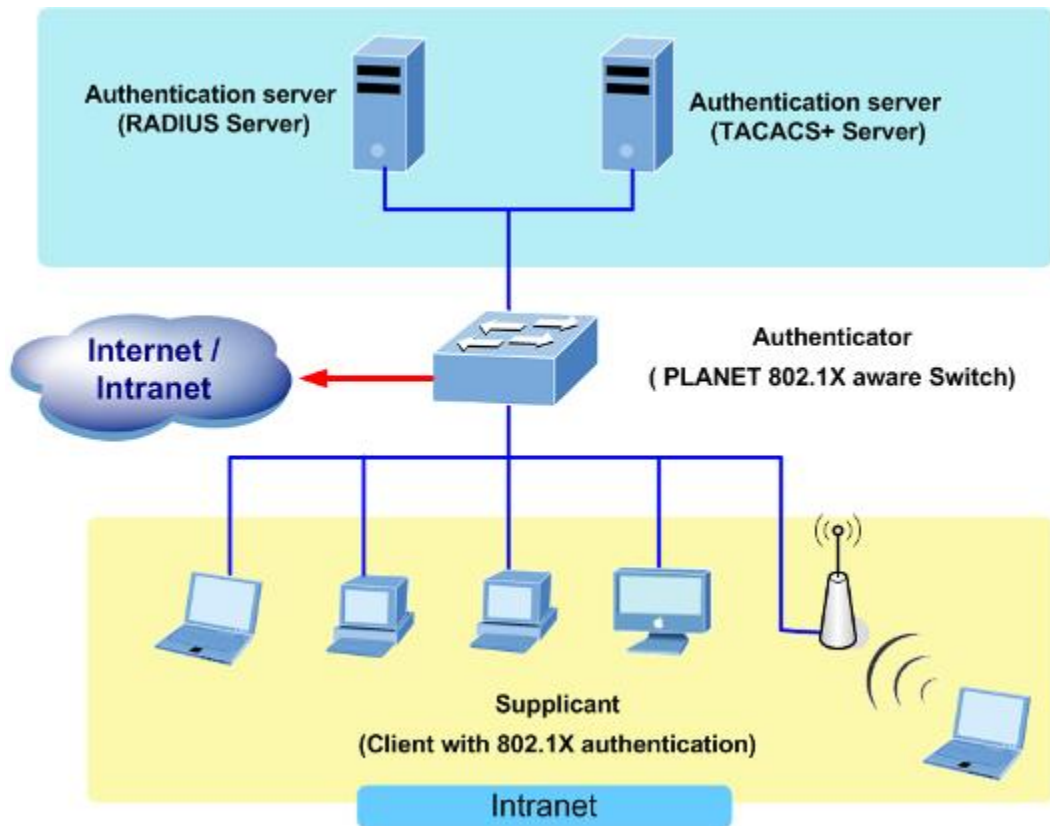 Authentication server
(RADIUS Server)
Authentication server
(TACACS+ Server)
Internet /
Intranet
Authenticator
( PLANET 802.1X aware Switch)
Supplicant
(Client with 802.1X authentication)
Intranet